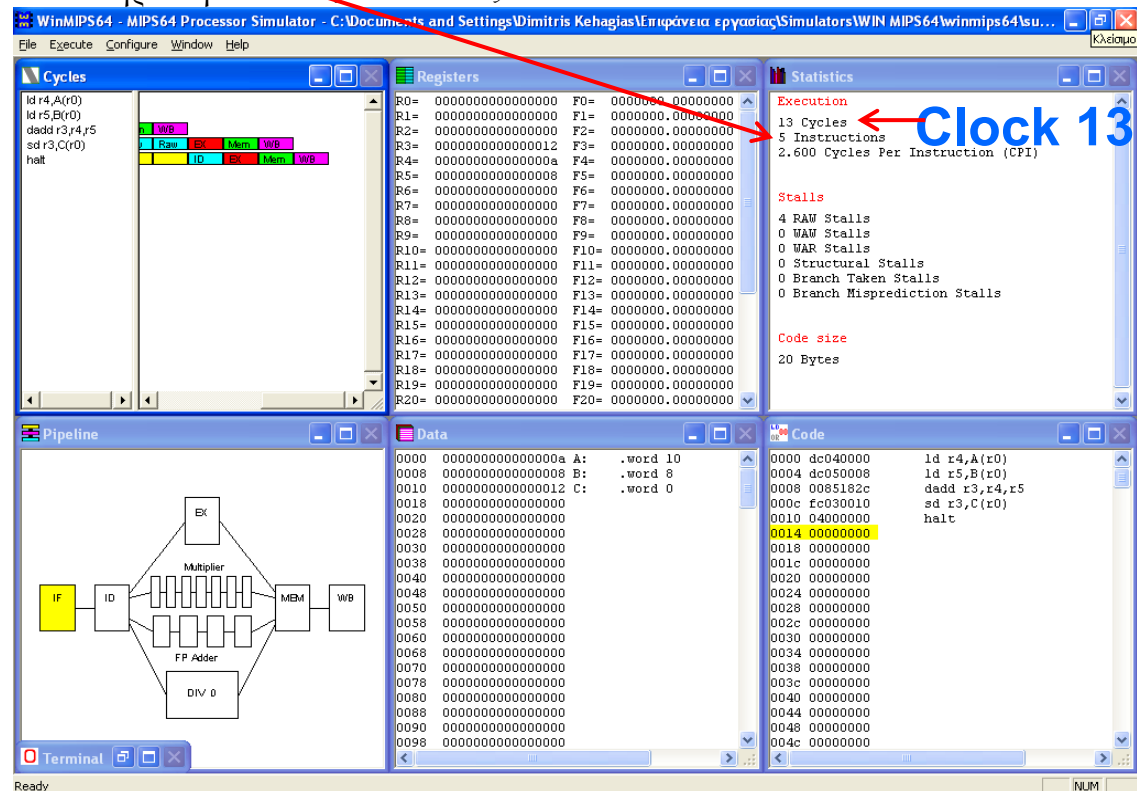 WinMIPS64 - MIPS64 Processor Simulator - C:\Documents and Settings\Dimitris Kehagias\Επιφάνεια εργασίας\Simulators\WIN MIPS64\winmips64\su...
File Execute Configure Window Help
Κλείσιμο
Cycles
ld r4,A(r0)
ld r5,B(r0)
dadd r3,r4,r5 WB
sd r3,C(r0) Raw EX Mem WB
halt ID EX Mem WB
Registers
R0= 0000000000000000 F0= 0000000.00000000
R1= 0000000000000000 F1= 0000000.00000000
R2= 0000000000000000 F2= 0000000.00000000
R3= 0000000000000012 F3= 0000000.00000000
R4= 000000000000000a F4= 0000000.00000000
R5= 0000000000000008 F5= 0000000.00000000
R6= 0000000000000000 F6= 0000000.00000000
R7= 0000000000000000 F7= 0000000.00000000
R8= 0000000000000000 F8= 0000000.00000000
R9= 0000000000000000 F9= 0000000.00000000
R10= 0000000000000000 F10= 0000000.00000000
R11= 0000000000000000 F11= 0000000.00000000
R12= 0000000000000000 F12= 0000000.00000000
R13= 0000000000000000 F13= 0000000.00000000
R14= 0000000000000000 F14= 0000000.00000000
R15= 0000000000000000 F15= 0000000.00000000
R16= 0000000000000000 F16= 0000000.00000000
R17= 0000000000000000 F17= 0000000.00000000
R18= 0000000000000000 F18= 0000000.00000000
R19= 0000000000000000 F19= 0000000.00000000
R20= 0000000000000000 F20= 0000000.00000000
Statistics
Execution
13 Cycles
Clock 13
5 Instructions
2.600 Cycles Per Instruction (CPI)
Stalls
4 RAW Stalls
0 WAW Stalls
0 WAR Stalls
0 Structural Stalls
0 Branch Taken Stalls
0 Branch Misprediction Stalls
Code size
20 Bytes
Pipeline
EX
Multiplier
IF ID MEM WB
FP Adder
DIV 0
Terminal
Data
0000 000000000000000a A: .word 10
0008 0000000000000008 B: .word 8
0010 0000000000000012 C: .word 0
0018 0000000000000000
0020 0000000000000000
0028 0000000000000000
0030 0000000000000000
0038 0000000000000000
0040 0000000000000000
0048 0000000000000000
0050 0000000000000000
0058 0000000000000000
0060 0000000000000000
0068 0000000000000000
0070 0000000000000000
0078 0000000000000000
0080 0000000000000000
0088 0000000000000000
0090 0000000000000000
0098 0000000000000000
Code
0000 dc040000 ld r4,A(r0)
0004 dc050008 ld r5,B(r0)
0008 0085182c dadd r3,r4,r5
000c fc030010 sd r3,C(r0)
0010 04000000 halt
0014 00000000
0018 00000000
001c 00000000
0020 00000000
0024 00000000
0028 00000000
002c 00000000
0030 00000000
0034 00000000
0038 00000000
003c 00000000
0040 00000000
0044 00000000
0048 00000000
004c 00000000
Ready
NUM